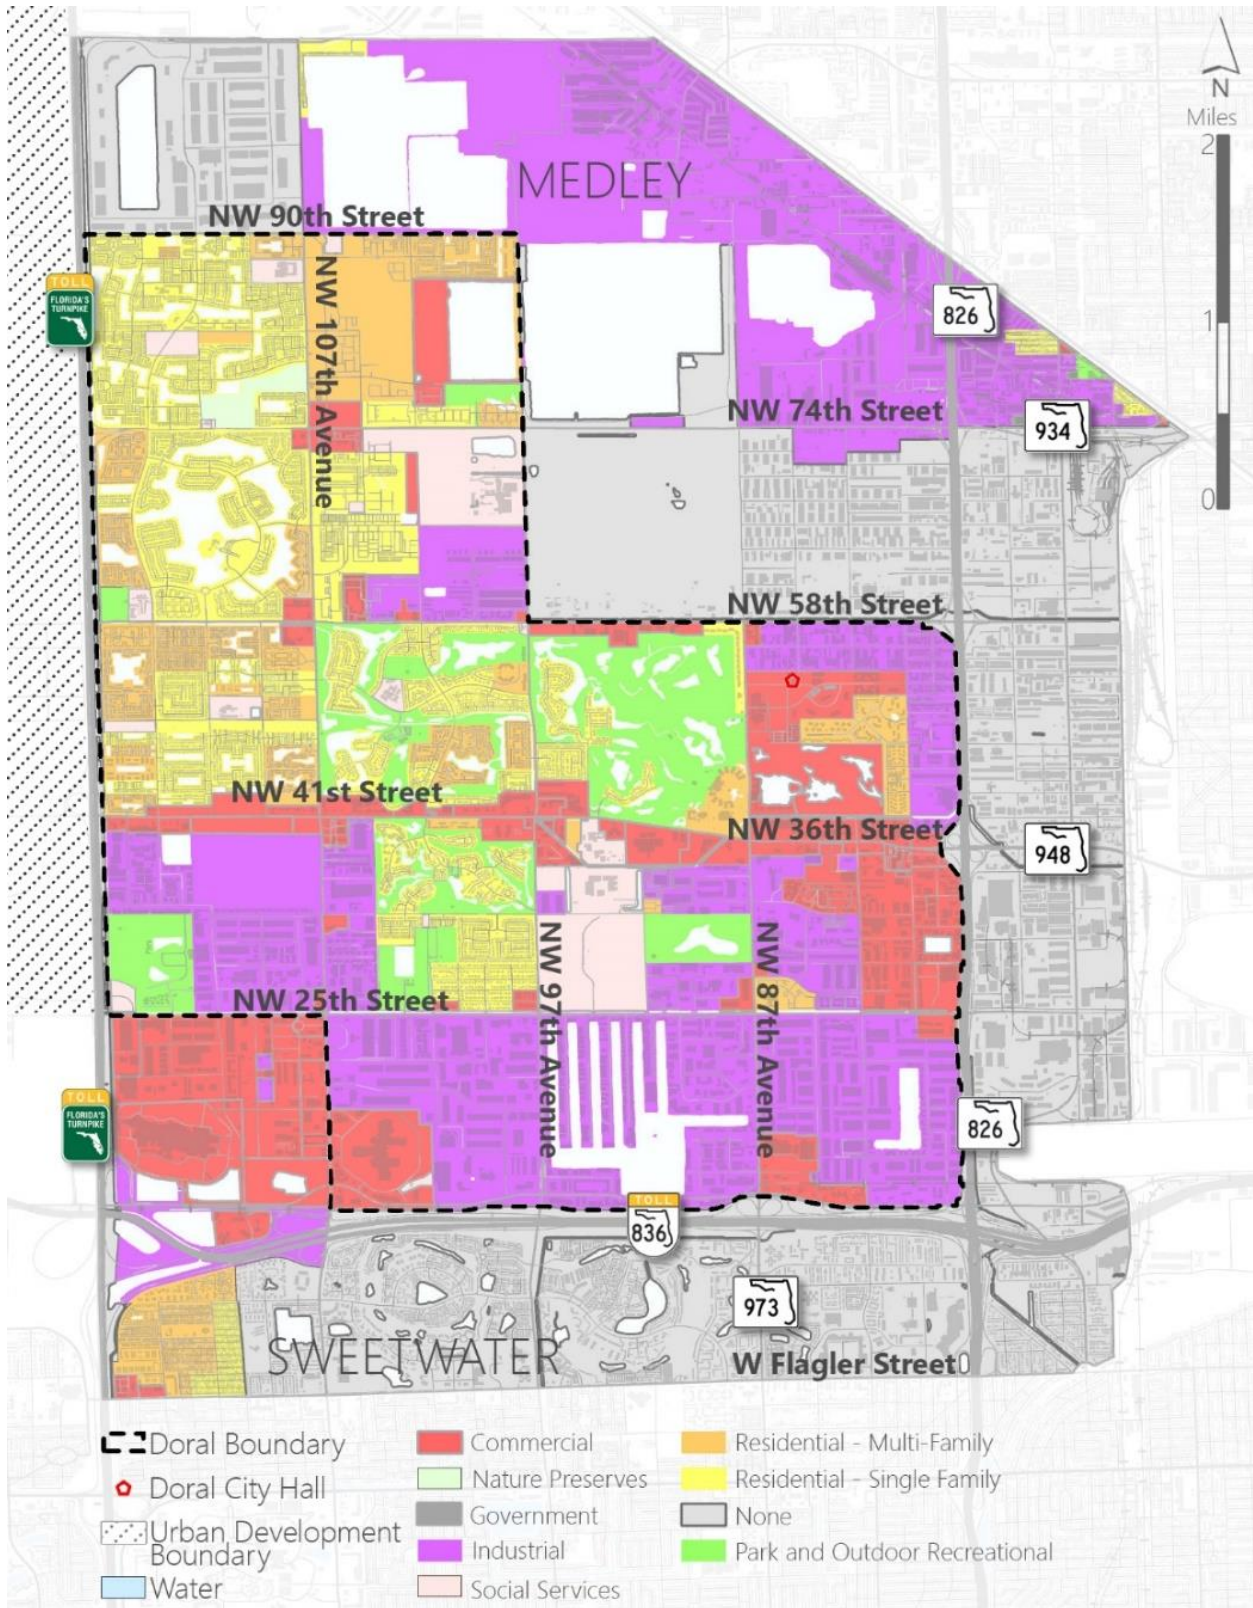 N
Miles
2
MEDLEY
NW 90th Street
TOLL
FLORIDA'S
TURNPIKE
NW 107th Avenue
826
1
NW 74th Street
934
0
NW 58th Street
NW 41st Street
NW 36th Street
948
NW 97th Avenue
NW 87th Avenue
NW 25th Street
TOLL
FLORIDA'S
TURNPIKE
826
TOLL
836
973
SWEETWATER
W Flagler Street
Doral Boundary
Doral City Hall
Urban Development
Boundary
Water
Commercial
Nature Preserves
Government
Industrial
Social Services
Residential - Multi-Family
Residential - Single Family
None
Park and Outdoor Recreational